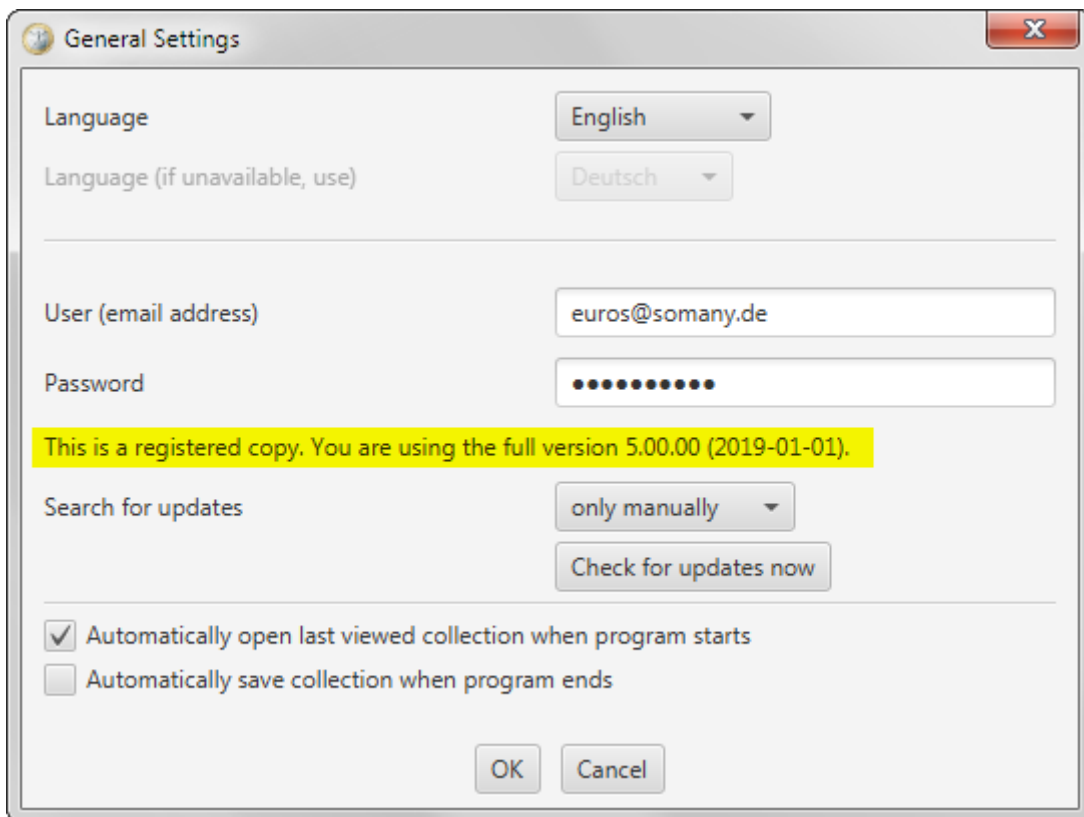 General Settings
Language English
Language (if unavailable, use) Deutsch
User (email address) euros@somany.de
Password ••••••••••
This is a registered copy. You are using the full version 5.00.00 (2019-01-01).
Search for updates only manually
Check for updates now
Automatically open last viewed collection when program starts
Automatically save collection when program ends
OK Cancel